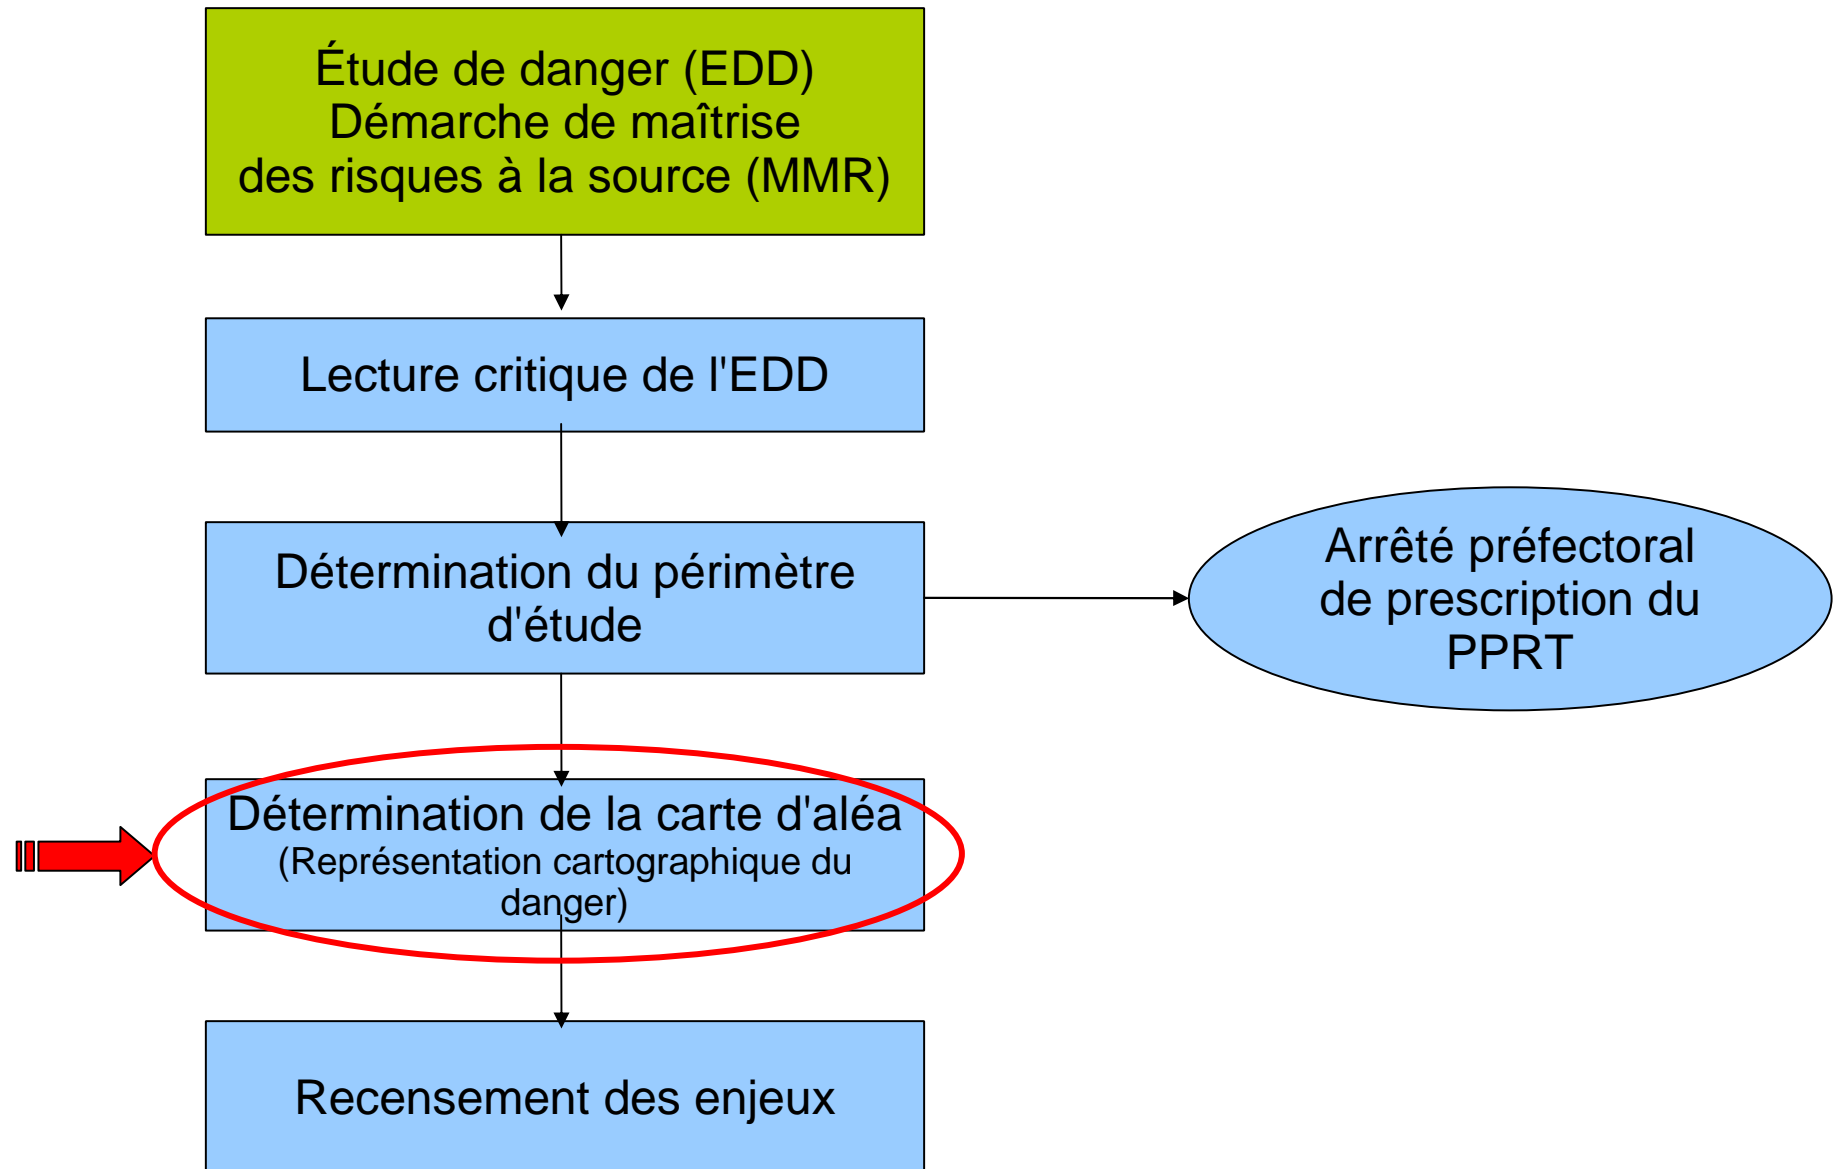 Étude de danger (EDD)
Démarche de maîtrise
des risques à la source (MMR)
Lecture critique de l'EDD
Détermination du périmètre
d'étude
Arrêté préfectoral
de prescription du
PPRT
Détermination de la carte d'aléa
(Représentation cartographique du
danger)
Recensement des enjeux